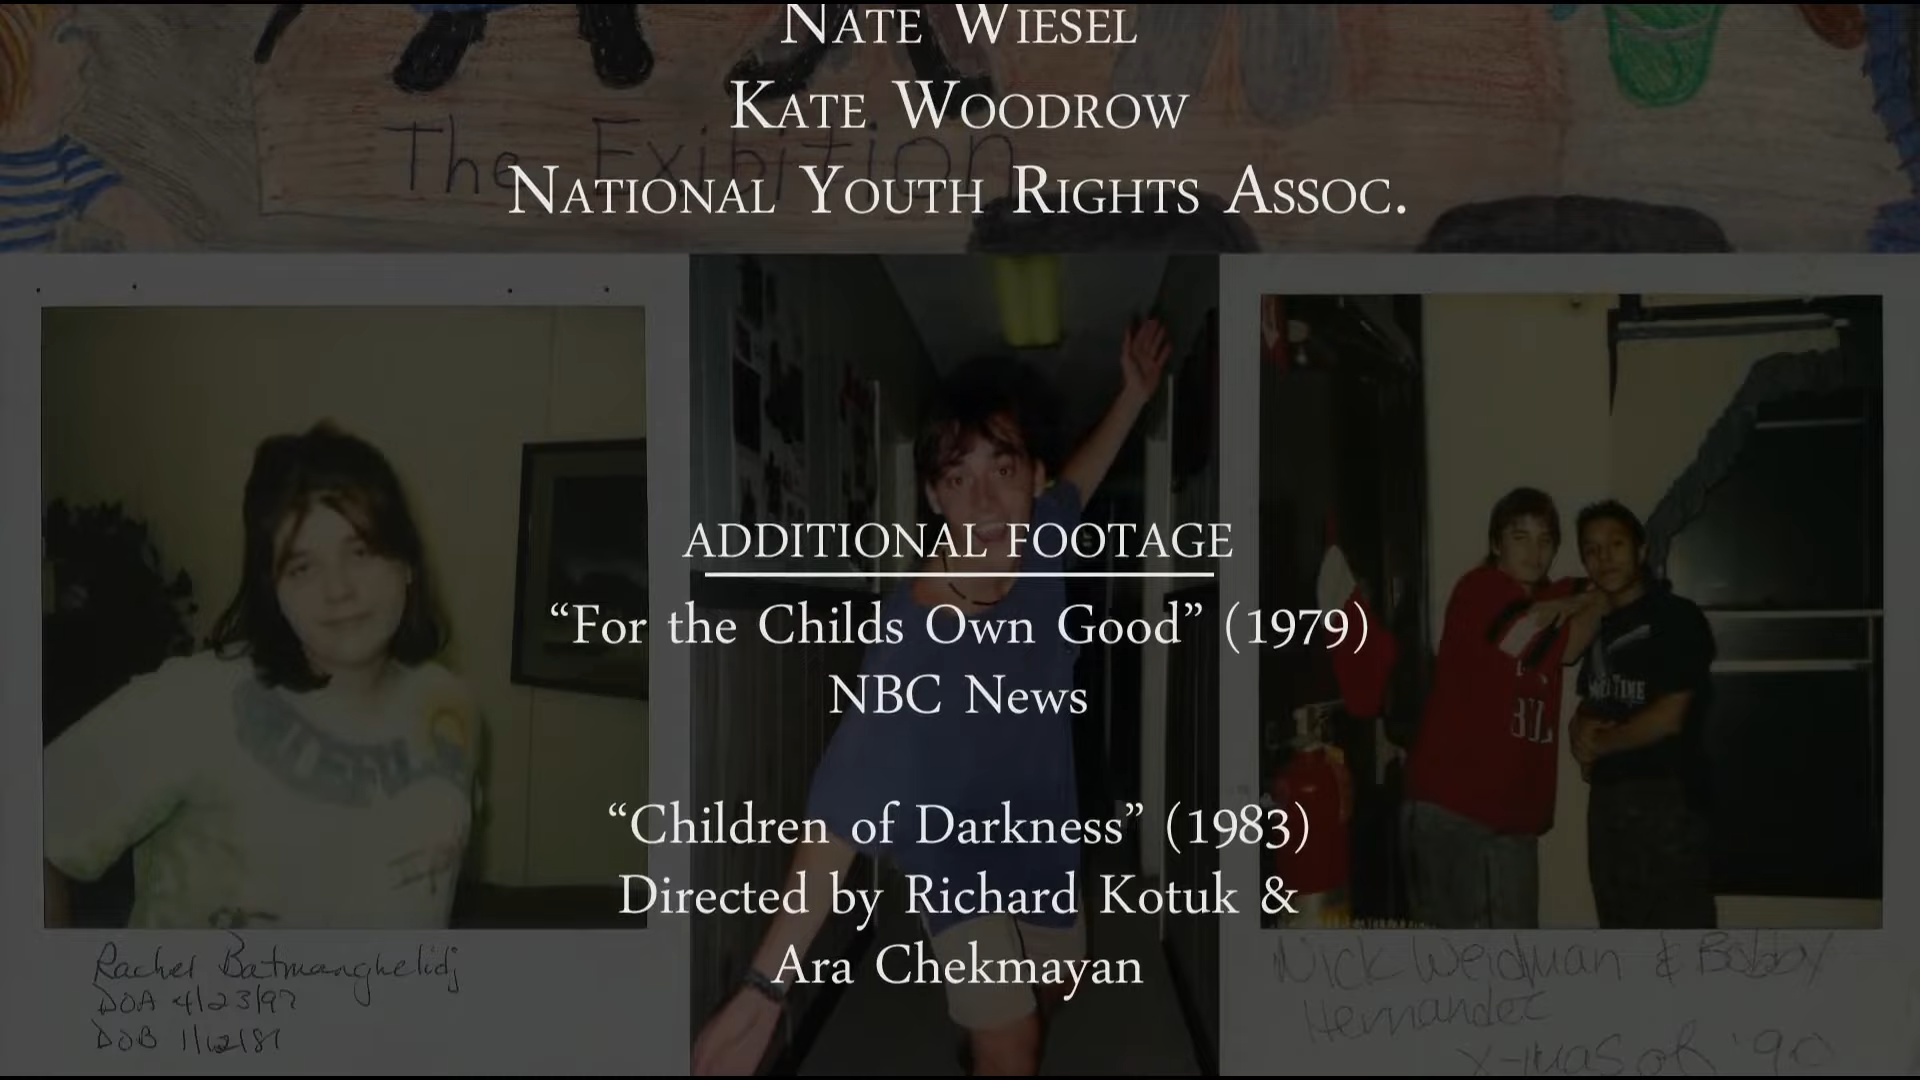 NATE WIESEL
KATE WOODROW
The Exibition
NATIONAL YOUTH RIGHTS ASSOC.
ADDITIONAL FOOTAGE
“For the Childs Own Good” (1979)
NBC News
“Children of Darkness” (1983)
Directed by Richard Kotuk &
Ara Chekmayan
Rachel Batmanghelidj
DOA 4/23/97
DOB 1/12/81
Nick Weidman & Bobby
Hernandez
X-mas of '90